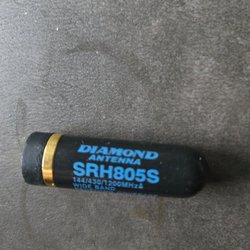 DIAMOND
ANTENNA
SRH805S
144/430/1200MHz&
WIDE BAND